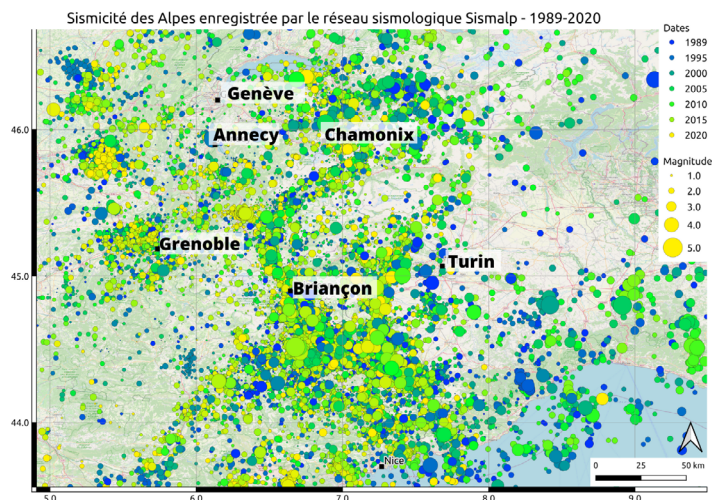 Sismicité des Alpes enregistrée par le réseau sismologique Sismalp - 1989-2020
Dates
1989
1995
2000
2005
2010
2015
2020
Magnitude
1.0
2.0
3.0
4.0
5.0
Genève
46.0
Annecy
Chamonix
Grenoble
Turin
45.0
Briançon
44.0
Nice
0 25 50 km
5.0 6.0 7.0 8.0 9.0